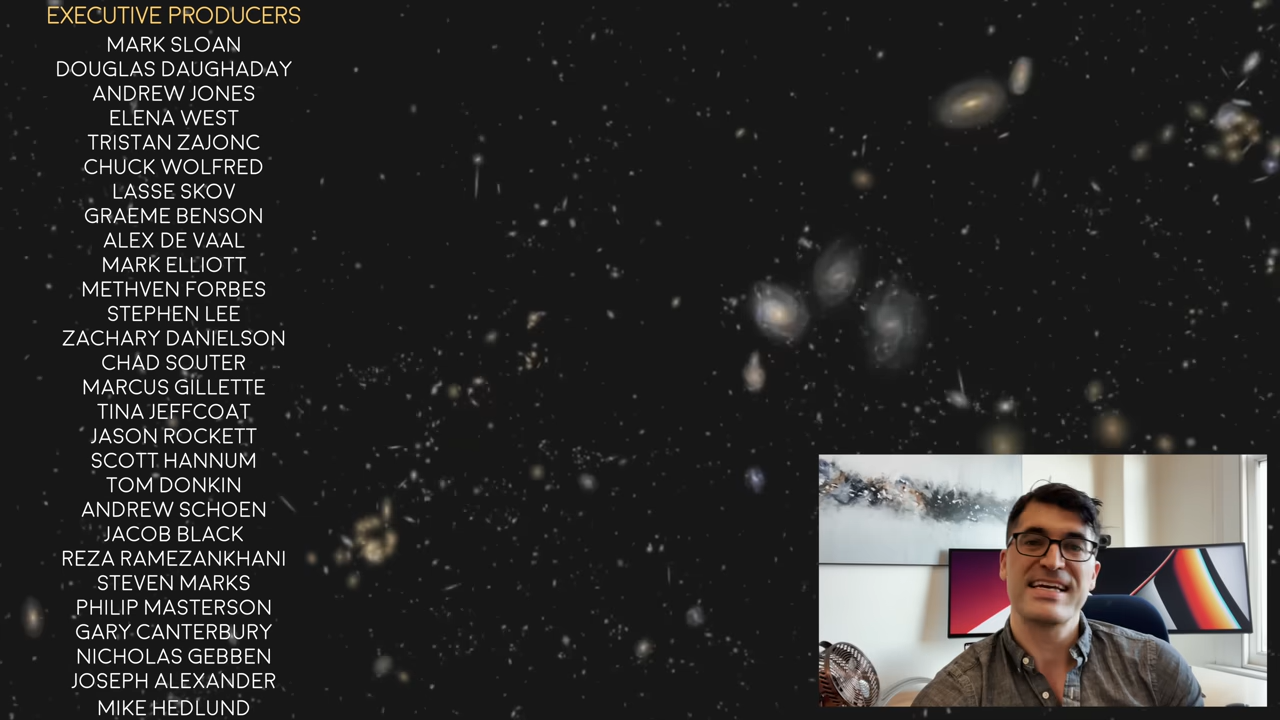 EXECUTIVE PRODUCERS
MARK SLOAN
DOUGLAS DAUGHADAY
ANDREW JONES
ELENA WEST
TRISTAN ZAJONC
CHUCK WOLFRED
LASSE SKOV
GRAEME BENSON
ALEX DE VAAL
MARK ELLIOTT
METHVEN FORBES
STEPHEN LEE
ZACHARY DANIELSON
CHAD SOUTER
MARCUS GILLETTE
TINA JEFFCOAT
JASON ROCKETT
SCOTT HANNUM
TOM DONKIN
ANDREW SCHOEN
JACOB BLACK
REZA RAMEZANKHANI
STEVEN MARKS
PHILIP MASTERSON
GARY CANTERBURY
NICHOLAS GEBBEN
JOSEPH ALEXANDER
MIKE HEDLUND